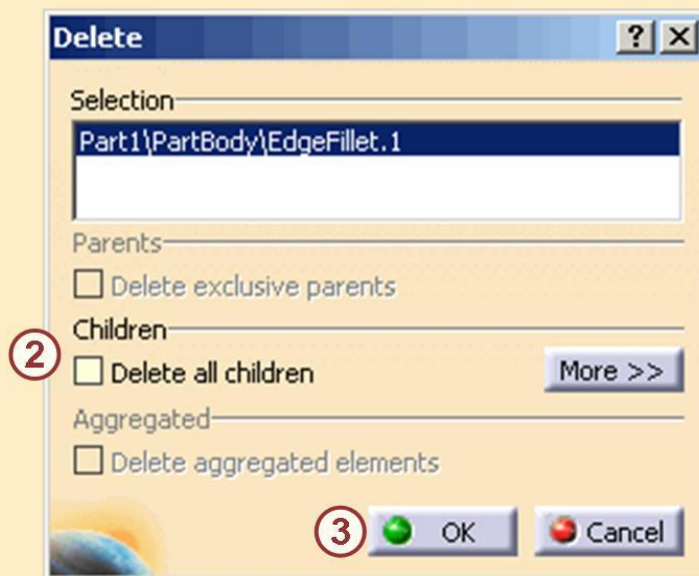 Delete
? X
Selection
Part1\PartBody\EdgeFillet.1
Parents
Delete exclusive parents
Children
2
Delete all children
More >>
Aggregated
Delete aggregated elements
3
OK
Cancel